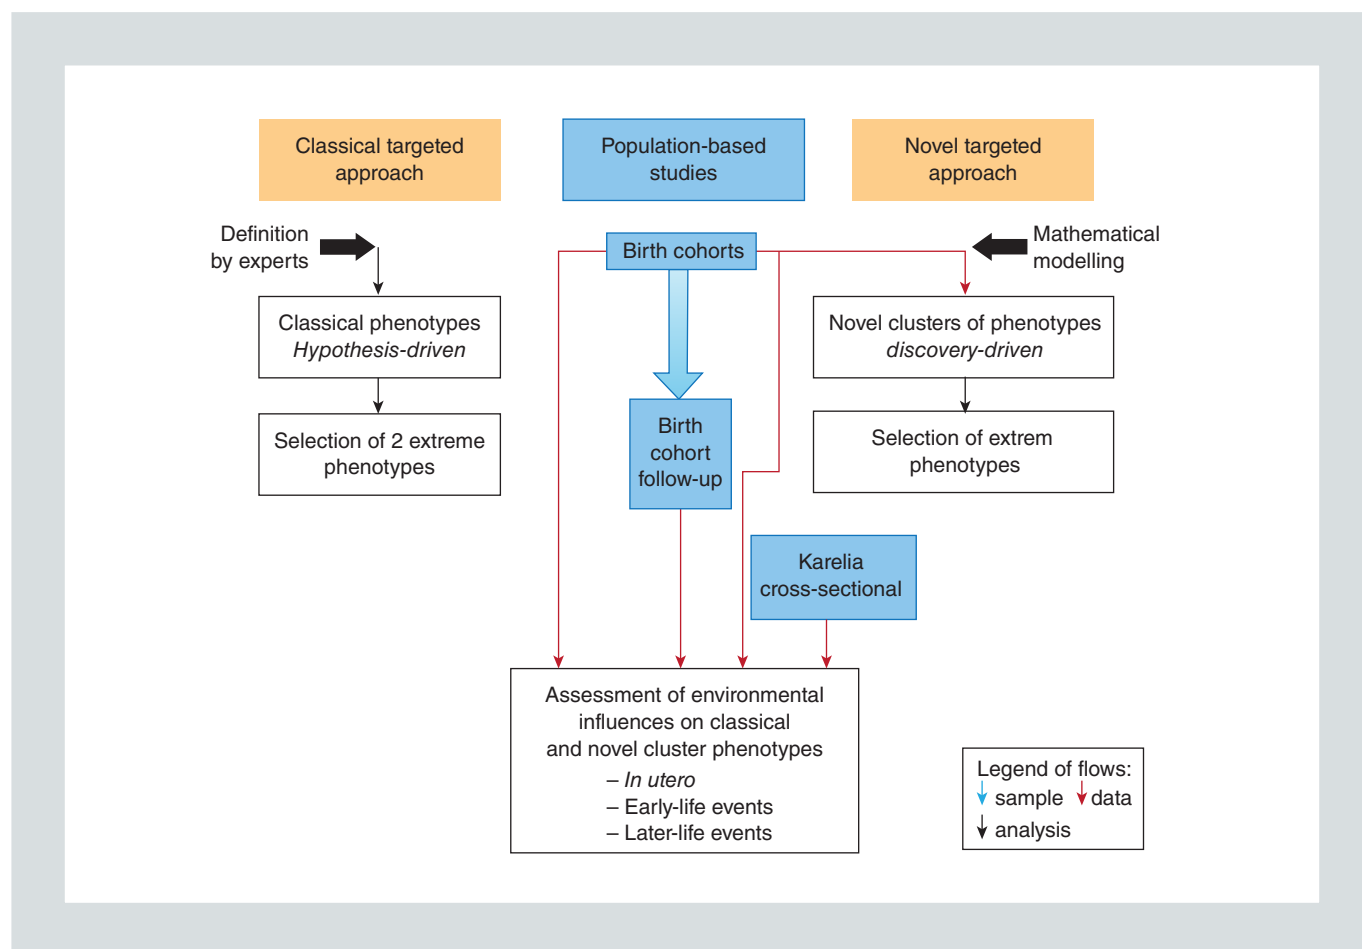 Classical targeted
approach
Population-based
studies
Novel targeted
approach
Definition
by experts
Birth cohorts
Mathematical
modelling
Classical phenotypes
Hypothesis-driven
Novel clusters of phenotypes
discovery-driven
Selection of 2 extreme
phenotypes
Birth
cohort
follow-up
Selection of extrem
phenotypes
Karelia
cross-sectional
Assessment of environmental
influences on classical
and novel cluster phenotypes
– In utero
– Early-life events
– Later-life events
Legend of flows:
sample data
analysis